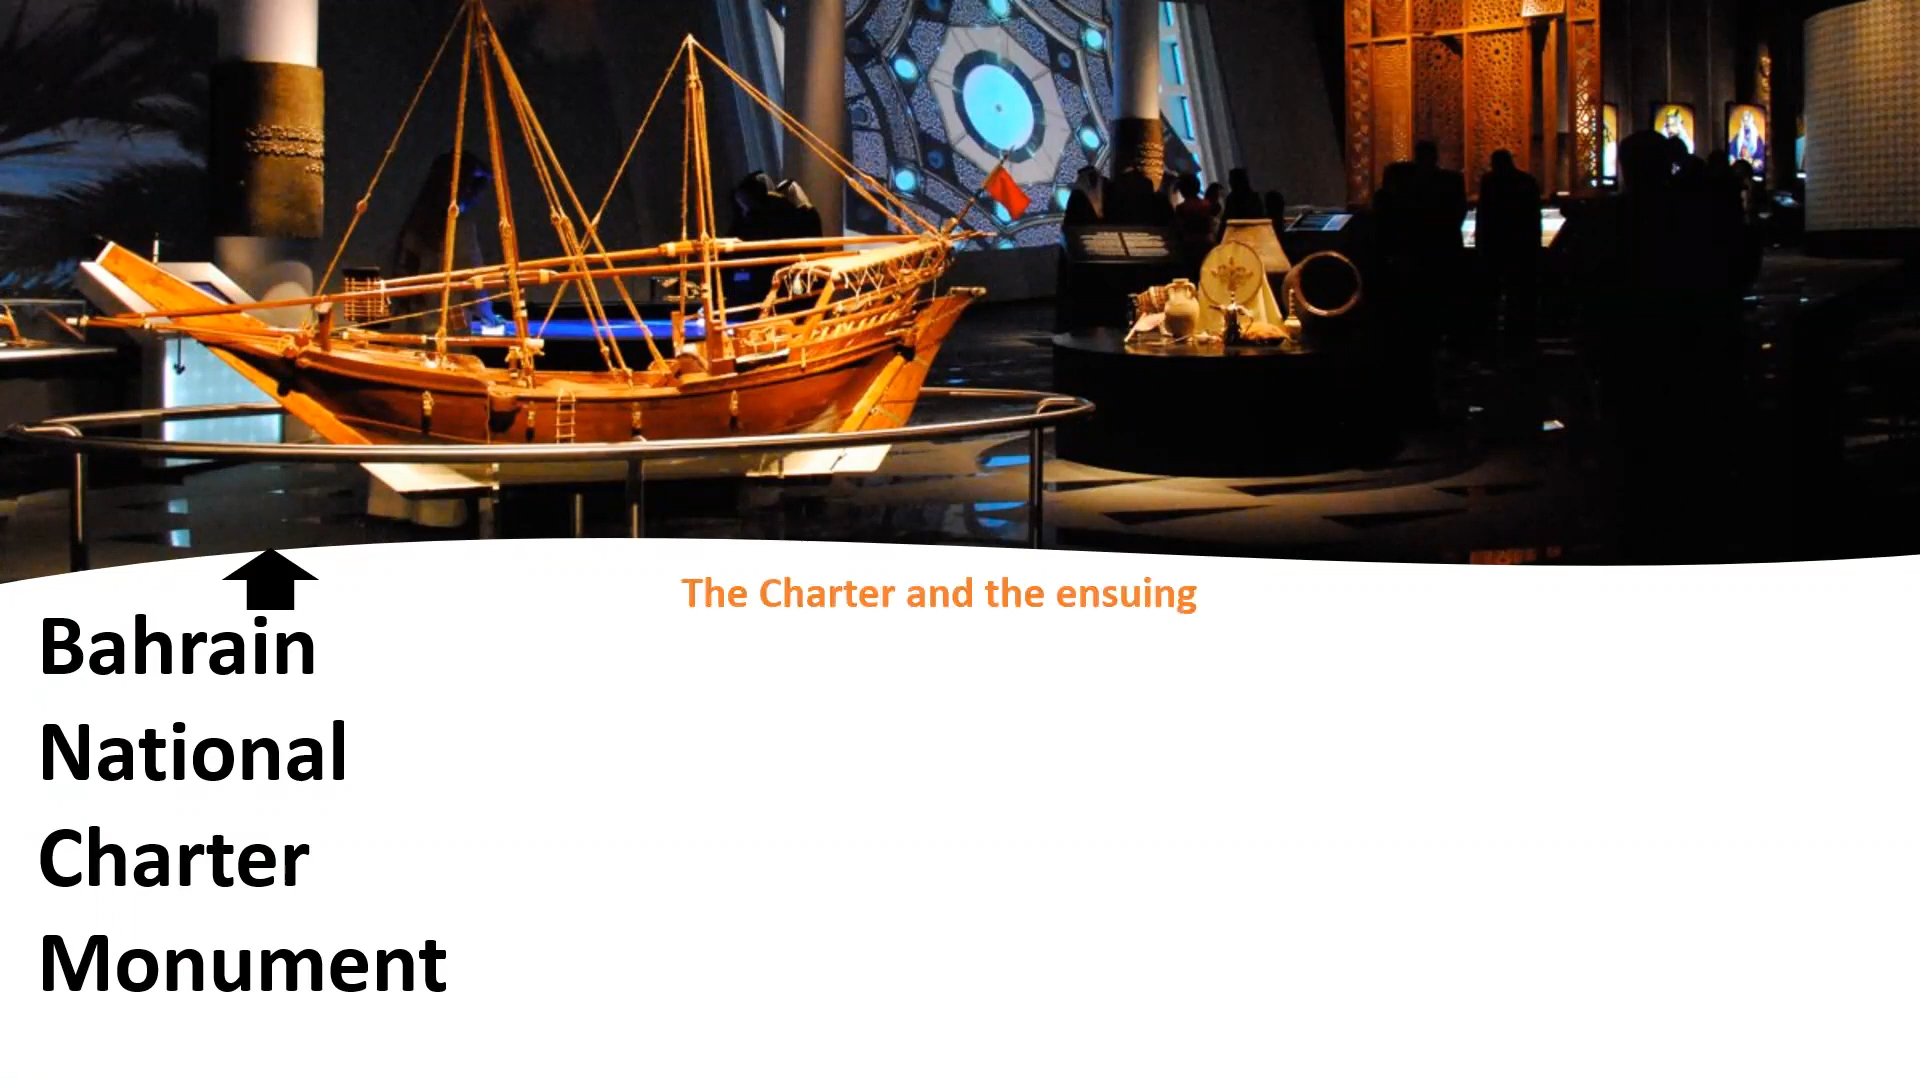 The Charter and the ensuing
Bahrain
National
Charter
Monument